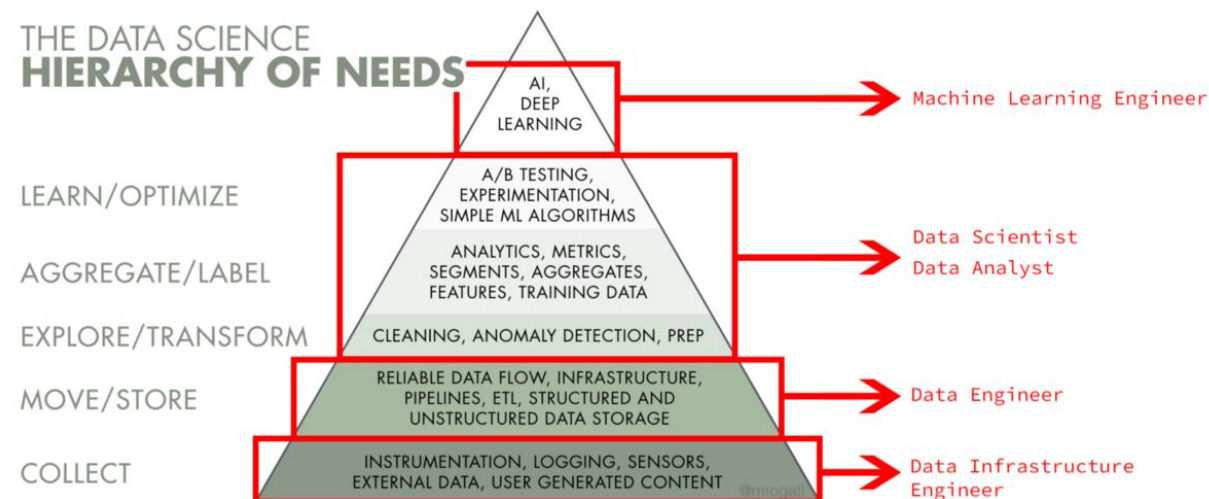 THE DATA SCIENCE
HIERARCHY OF NEEDS
AI,
DEEP
LEARNING
Machine Learning Engineer
LEARN/OPTIMIZE
A/B TESTING,
EXPERIMENTATION,
SIMPLE ML ALGORITHMS
Data Scientist
Data Analyst
AGGREGATE/LABEL
ANALYTICS, METRICS,
SEGMENTS, AGGREGATES,
FEATURES, TRAINING DATA
EXPLORE/TRANSFORM
CLEANING, ANOMALY DETECTION, PREP
MOVE/STORE
RELIABLE DATA FLOW, INFRASTRUCTURE,
PIPELINES, ETL, STRUCTURED AND
UNSTRUCTURED DATA STORAGE
Data Engineer
COLLECT
INSTRUMENTATION, LOGGING, SENSORS,
EXTERNAL DATA, USER GENERATED CONTENT
@mrogati
Data Infrastructure
Engineer